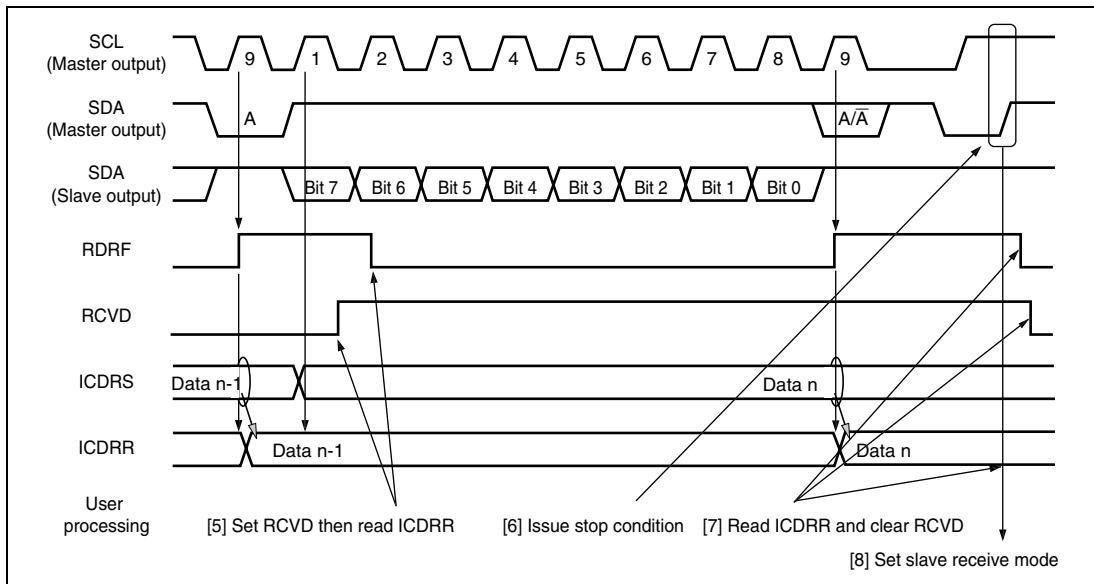 SCL
(Master output)
9 1 2 3 4 5 6 7 8 9
SDA
(Master output)
A A/A̅
SDA
(Slave output)
Bit 7 Bit 6 Bit 5 Bit 4 Bit 3 Bit 2 Bit 1 Bit 0
RDRF
RCVD
ICDRS
Data n-1 Data n
ICDRR
Data n-1 Data n
User
processing
[5] Set RCVD then read ICDRR [6] Issue stop condition [7] Read ICDRR and clear RCVD
[8] Set slave receive mode